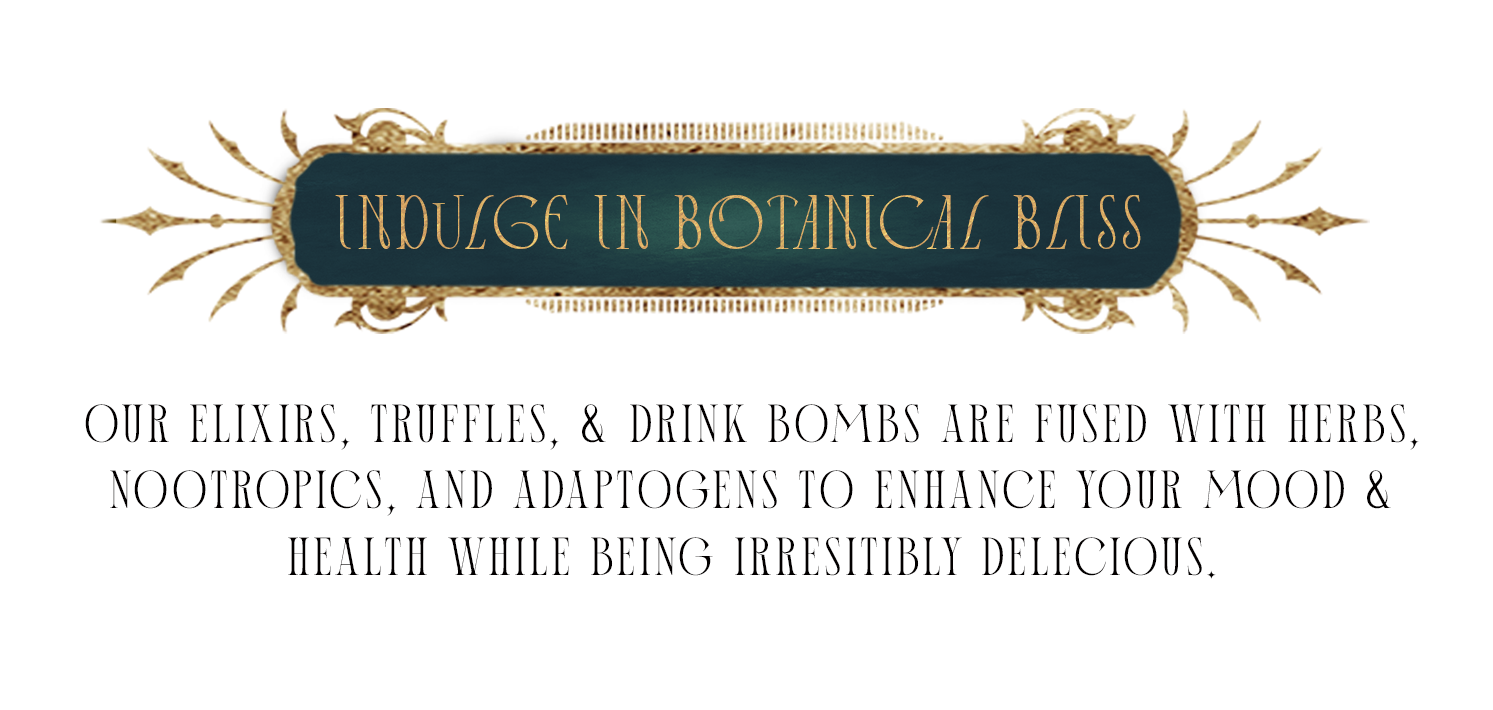 INDULGE IN BOTANICAL BLISS
OUR ELIXIRS, TRUFFLES, & DRINK BOMBS ARE FUSED WITH HERBS,
NOOTROPICS, AND ADAPTOGENS TO ENHANCE YOUR MOOD &
HEALTH WHILE BEING IRRESITIBLY DELECIOUS.